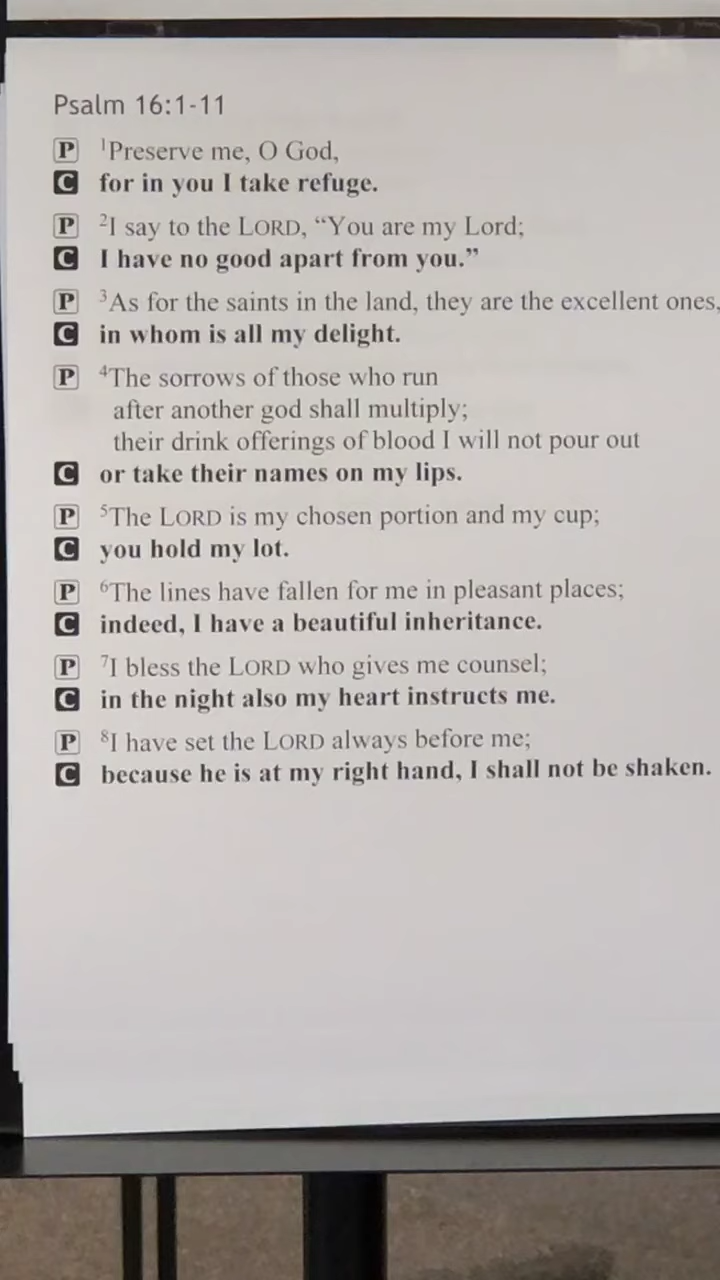 Psalm 16:1-11
P ¹Preserve me, O God,
C for in you I take refuge.
P ²I say to the LORD, “You are my Lord;
C I have no good apart from you.”
P ³As for the saints in the land, they are the excellent ones,
C in whom is all my delight.
P ⁴The sorrows of those who run
after another god shall multiply;
their drink offerings of blood I will not pour out
C or take their names on my lips.
P ⁵The LORD is my chosen portion and my cup;
C you hold my lot.
P ⁶The lines have fallen for me in pleasant places;
C indeed, I have a beautiful inheritance.
P ⁷I bless the LORD who gives me counsel;
C in the night also my heart instructs me.
P ⁸I have set the LORD always before me;
C because he is at my right hand, I shall not be shaken.